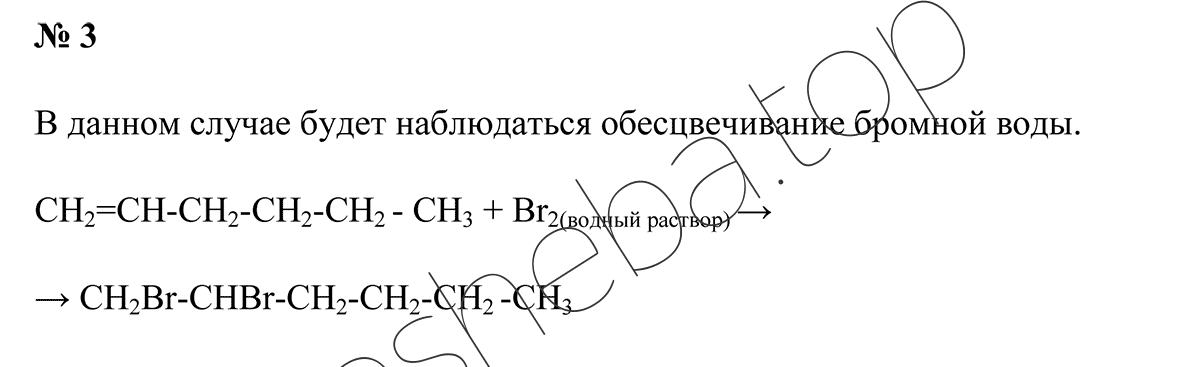 № 3
В данном случае будет наблюдаться обесцвечивание бромной воды.
CH₂=CH-CH₂-CH₂-CH₂ - CH₃ + Br₂(водный раствор) →
→ CH₂Br-CHBr-CH₂-CH₂-CH₂ -CH₃